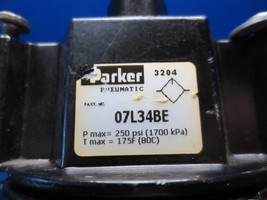 Parker 3204
PNEUMATIC
PART. NO.
07L34BE
P max= 250 psi (1700 kPa)
T max = 175F (80C)